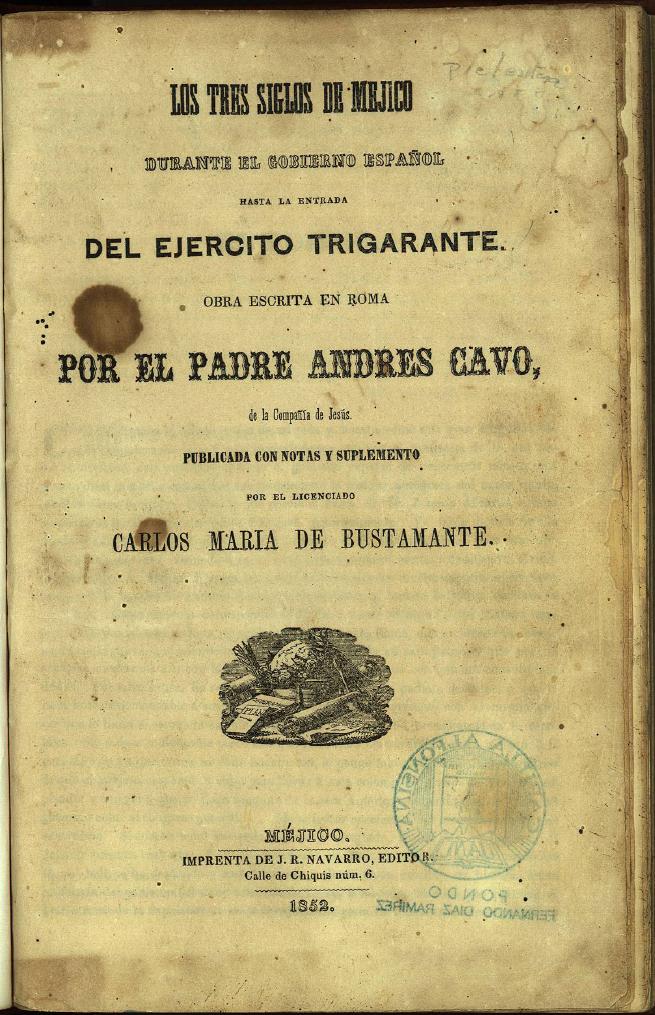 LOS TRES SIGLOS DE MEJICO
DURANTE EL GOBIERNO ESPAÑOL
HASTA LA ENTRADA
DEL EJERCITO TRIGARANTE.
OBRA ESCRITA EN ROMA
POR EL PADRE ANDRES CAVO,
de la Compañía de Jesús.
PUBLICADA CON NOTAS Y SUPLEMENTO
POR EL LICENCIADO
CARLOS MARIA DE BUSTAMANTE.
MÉJICO.
IMPRENTA DE J. R. NAVARRO, EDITOR.
Calle de Chiquis núm. 6.
1852.
ALFONSINA
FONDO
FERNANDO DIAZ RAMIREZ